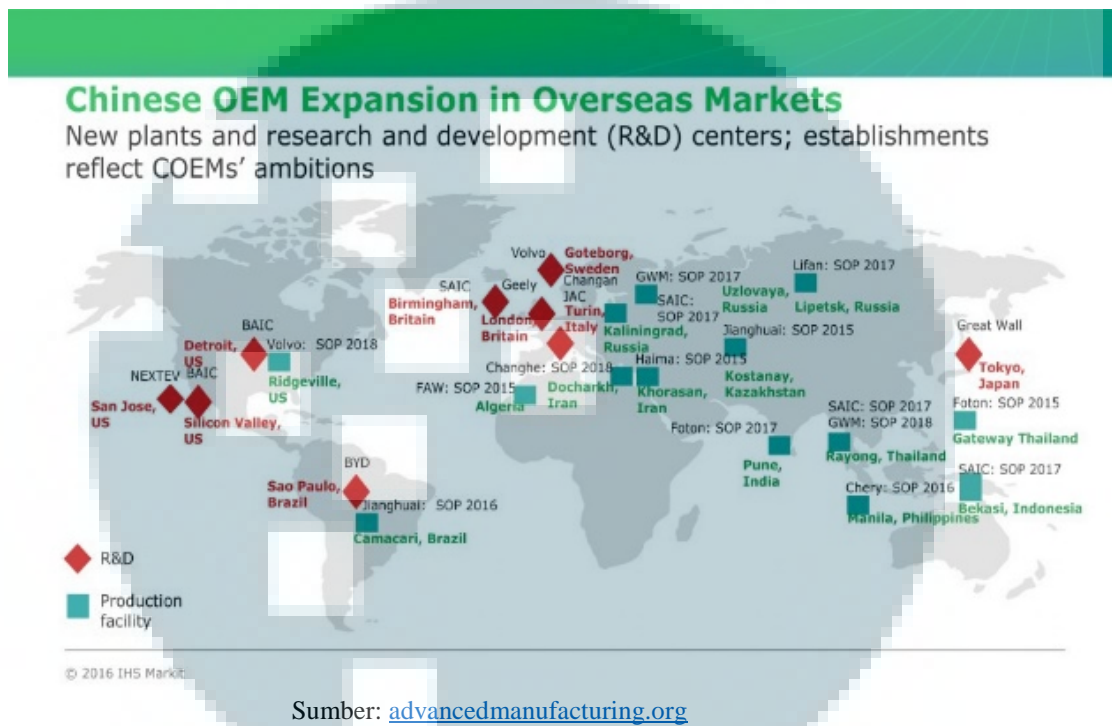 Chinese OEM Expansion in Overseas Markets
New plants and research and development (R&D) centers; establishments
reflect COEMs' ambitions
Volvo
Goteborg,
Sweden
SAIC
Birmingham,
Britain
Geely
London,
Britain
Changan
JAC
Turin,
Italy
GWM: SOP 2017
Uzlovaya,
Russia
SAIC:
SOP 2017
Kaliningrad,
Russia
Lifan: SOP 2017
Lipetsk, Russia
Jianghuai: SOP 2015
Kostanay,
Kazakhstan
BAIC
Detroit,
US
Volvo: SOP 2018
Ridgeville,
US
NEXTEV
San Jose,
US
BAIC
Silicon Valley,
US
FAW: SOP 2015
Algeria
Changhe: SOP 2018
Docharkh,
Iran
Haima: SOP 2015
Khorasan,
Iran
Great Wall
Tokyo,
Japan
Foton: SOP 2015
Gateway Thailand
Foton: SOP 2017
Pune,
India
SAIC: SOP 2017
GWM: SOP 2018
Rayong, Thailand
Chery: SOP 2016
Manila, Philippines
SAIC: SOP 2017
Bekasi, Indonesia
BYD
Sao Paulo,
Brazil
Jianghuai: SOP 2016
Camacari, Brazil
R&D
Production
facility
© 2016 IHS Markit
Sumber: advancedmanufacturing.org